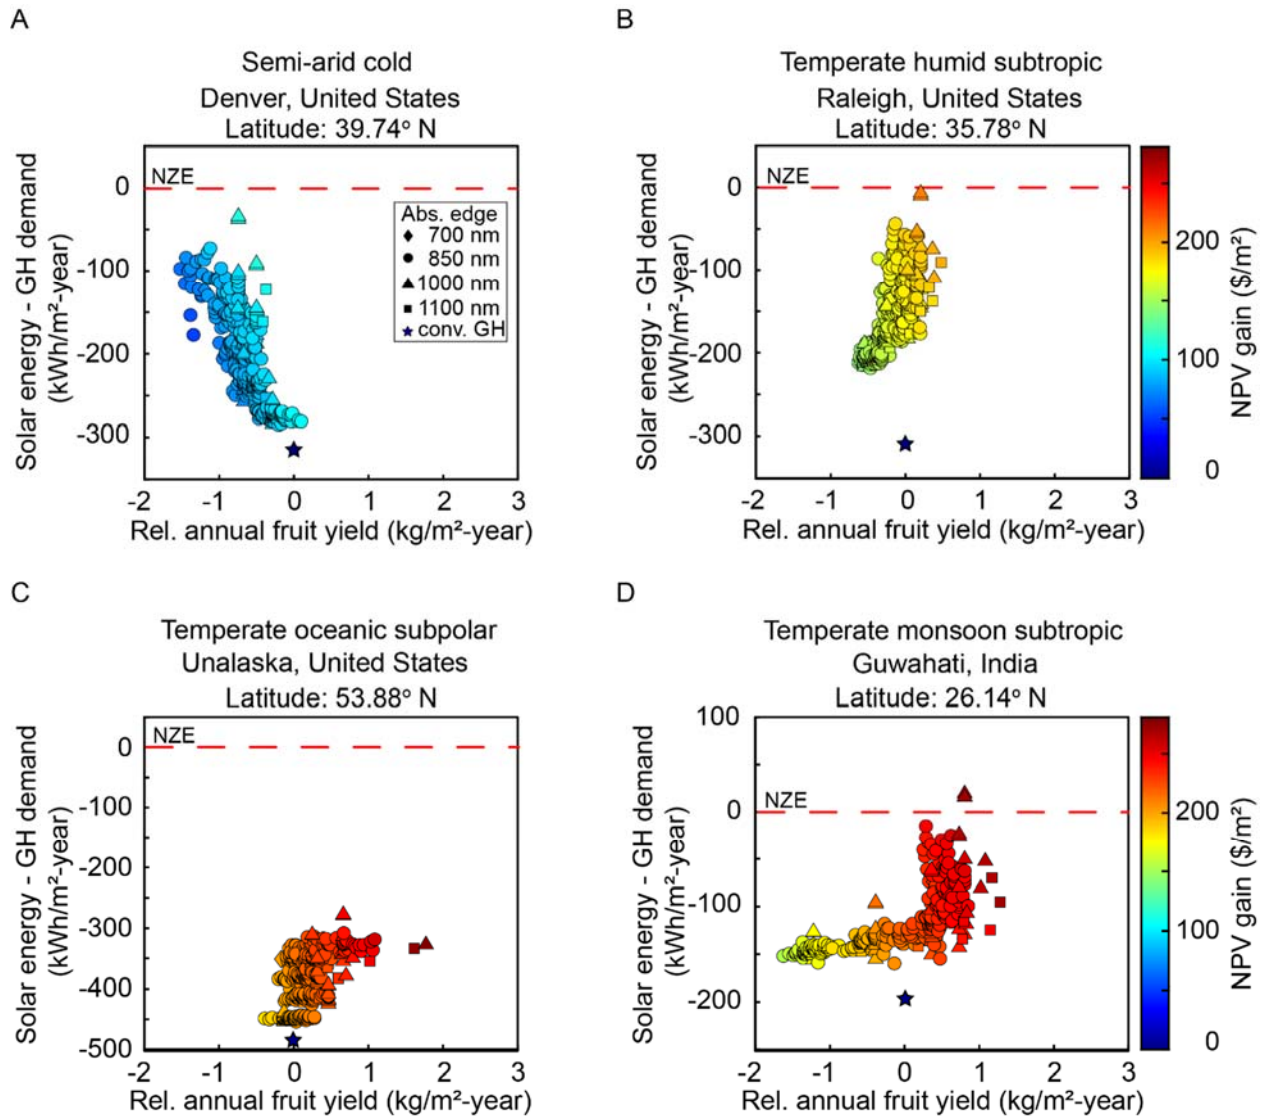 A
Semi-arid cold
Denver, United States
Latitude: 39.74° N
Solar energy - GH demand
(kWh/m²-year)
0
-100
-200
-300
NZE
Abs. edge
700 nm
850 nm
1000 nm
1100 nm
conv. GH
-2 -1 0 1 2 3
Rel. annual fruit yield (kg/m²-year)
B
Temperate humid subtropic
Raleigh, United States
Latitude: 35.78° N
Solar energy - GH demand
(kWh/m²-year)
0
-100
-200
-300
NZE
-2 -1 0 1 2 3
Rel. annual fruit yield (kg/m²-year)
200
100
0
NPV gain ($/m²)
C
Temperate oceanic subpolar
Unalaska, United States
Latitude: 53.88° N
Solar energy - GH demand
(kWh/m²-year)
0
-100
-200
-300
-400
-500
NZE
-2 -1 0 1 2 3
Rel. annual fruit yield (kg/m²-year)
D
Temperate monsoon subtropic
Guwahati, India
Latitude: 26.14° N
Solar energy - GH demand
(kWh/m²-year)
100
0
-100
-200
NZE
-2 -1 0 1 2 3
Rel. annual fruit yield (kg/m²-year)
200
100
0
NPV gain ($/m²)